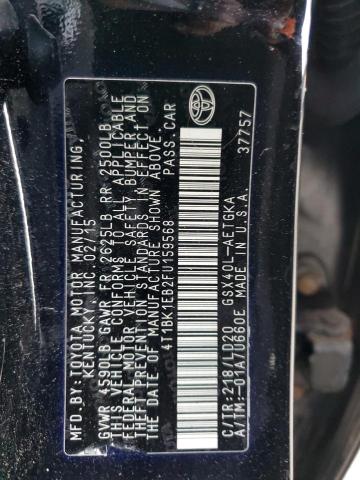 MFD.BY:TOYOTA MOTOR MANUFACTURING,
KENTUCKY, INC. 02/15
GVWR 4590LB GAWR FR 2625LB RR 2500LB
THIS VEHICLE CONFORMS TO ALL APPLICABLE
FEDERAL MOTOR VEHICLE SAFETY, BUMPER, AND
THEFT PREVENTION STANDARDS IN EFFECT ON
THE DATE OF MANUFACTURE SHOWN ABOVE.
4T1BK1EB2FU159568 PASS.CAR
C/TR:218/LD20 GSX40L-AETGKA
A/TM:-01A/U660E MADE IN U.S.A. 37757